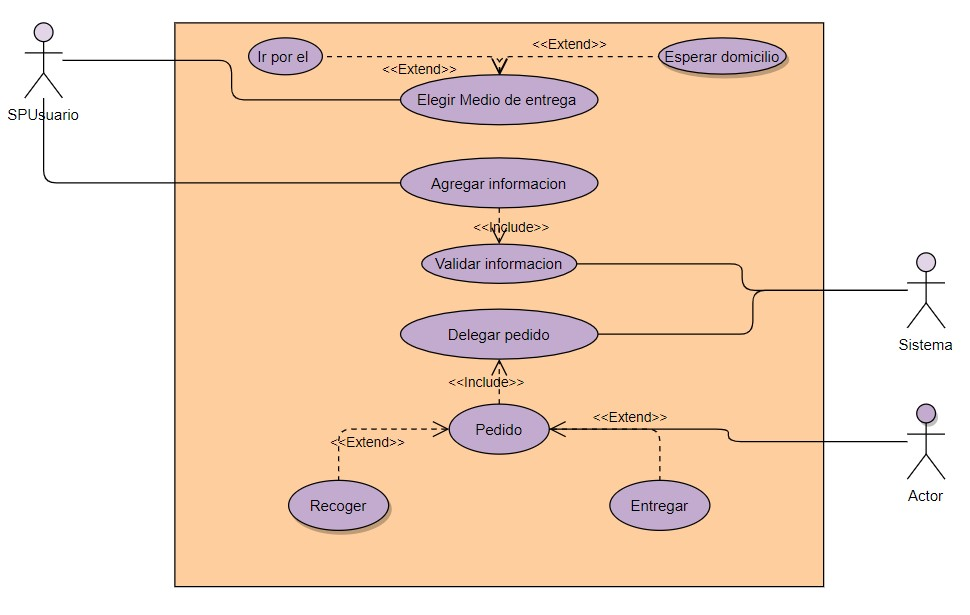 SPUsuario
Ir por el
<<Extend>>
Esperar domicilio
<<Extend>>
Elegir Medio de entrega
Agregar informacion
<<Include>>
Validar informacion
Sistema
Delegar pedido
<<Include>>
Pedido
<<Extend>>
<<Extend>>
Actor
Recoger
Entregar